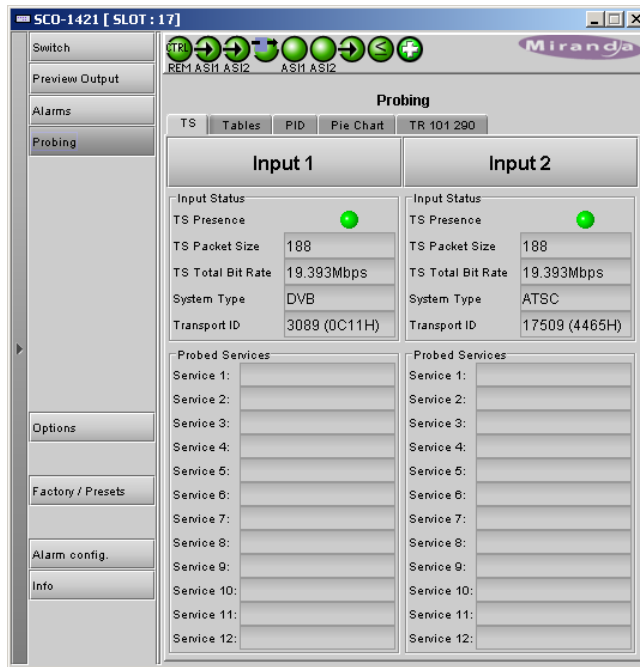 SCO-1421 [ SLOT : 17]
Switch
Preview Output
Alarms
Probing
Options
Factory / Presets
Alarm config.
Info
CTRL
REM ASI1 ASI2 ASI1 ASI2
Miranda
Probing
TS Tables PID Pie Chart TR 101 290
Input 1
Input Status
TS Presence
TS Packet Size 188
TS Total Bit Rate 19.393Mbps
System Type DVB
Transport ID 3089 (0C11H)
Probed Services
Service 1:
Service 2:
Service 3:
Service 4:
Service 5:
Service 6:
Service 7:
Service 8:
Service 9:
Service 10:
Service 11:
Service 12:
Input 2
Input Status
TS Presence
TS Packet Size 188
TS Total Bit Rate 19.393Mbps
System Type ATSC
Transport ID 17509 (4465H)
Probed Services
Service 1:
Service 2:
Service 3:
Service 4:
Service 5:
Service 6:
Service 7:
Service 8:
Service 9:
Service 10:
Service 11:
Service 12: